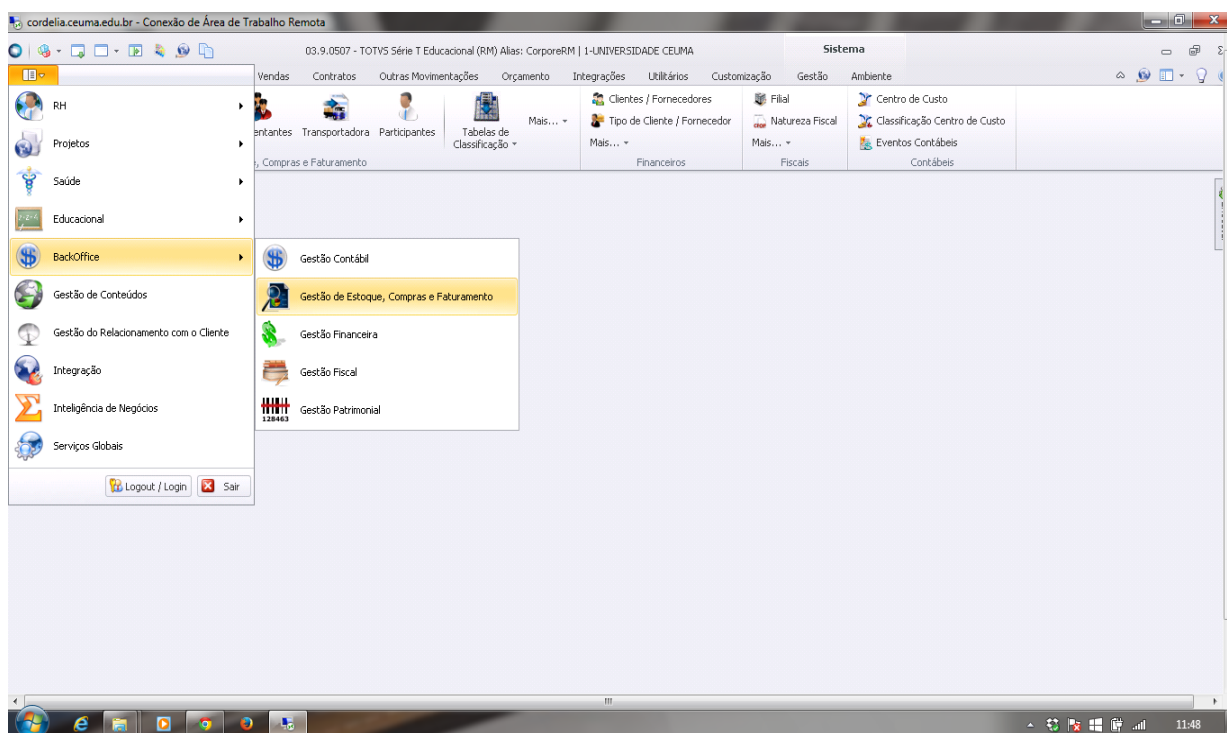 cordelia.ceuma.edu.br - Conexão de Área de Trabalho Remota
03.9.0507 - TOTVS Série T Educacional (RM) Alias: CorporeRM | 1-UNIVERSIDADE CEUMA
Sistema
Vendas Contratos Outras Movimentações Orçamento Integrações Utilitários Customização Gestão Ambiente
entantes Transportadora Participantes Tabelas de Classificação Mais...
, Compras e Faturamento
Clientes / Fornecedores
Tipo de Cliente / Fornecedor
Mais...
Financeiros
Filial
Natureza Fiscal
Mais...
Fiscais
Centro de Custo
Classificação Centro de Custo
Eventos Contábeis
Contábeis
RH
Projetos
Saúde
Educacional
BackOffice
Gestão de Conteúdos
Gestão do Relacionamento com o Cliente
Integração
Inteligência de Negócios
Serviços Globais
Logout / Login Sair
Gestão Contábil
Gestão de Estoque, Compras e Faturamento
Gestão Financeira
Gestão Fiscal
128463
Gestão Patrimonial
11:48